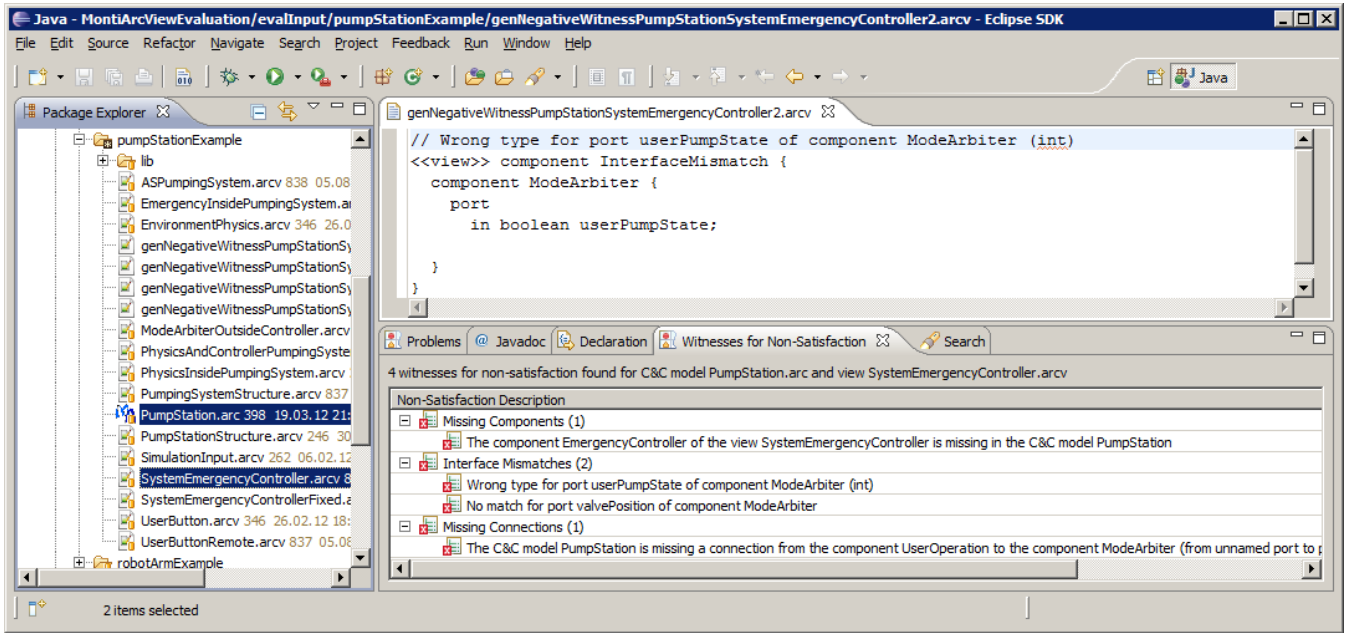 Java - MontiArcViewEvaluation/evalInput/pumpStationExample/genNegativeWitnessPumpStationSystemEmergencyController2.arcv - Eclipse SDK
File Edit Source Refactor Navigate Search Project Feedback Run Window Help
Java
Package Explorer
pumpStationExample
lib
ASPumpingSystem.arcv 838 05.08
EmergencyInsidePumpingSystem.ar
EnvironmentPhysics.arcv 346 26.0
genNegativeWitnessPumpStationSy
genNegativeWitnessPumpStationSy
genNegativeWitnessPumpStationSy
genNegativeWitnessPumpStationSy
ModeArbiterOutsideController.arcv
PhysicsAndControllerPumpingSyste
PhysicsInsidePumpingSystem.arcv
PumpingSystemStructure.arcv 837
PumpStation.arc 398 19.03.12 21:
PumpStationStructure.arcv 246 30
SimulationInput.arcv 262 06.02.12
SystemEmergencyController.arcv 8
SystemEmergencyControllerFixed.a
UserButton.arcv 346 26.02.12 18:
UserButtonRemote.arcv 837 05.08
robotArmExample
genNegativeWitnessPumpStationSystemEmergencyController2.arcv
// Wrong type for port userPumpState of component ModeArbiter (int)
<<view>> component InterfaceMismatch {
component ModeArbiter {
port
in boolean userPumpState;
}
}
Problems @ Javadoc Declaration Witnesses for Non-Satisfaction Search
4 witnesses for non-satisfaction found for C&C model PumpStation.arc and view SystemEmergencyController.arcv
Non-Satisfaction Description
Missing Components (1)
The component EmergencyController of the view SystemEmergencyController is missing in the C&C model PumpStation
Interface Mismatches (2)
Wrong type for port userPumpState of component ModeArbiter (int)
No match for port valvePosition of component ModeArbiter
Missing Connections (1)
The C&C model PumpStation is missing a connection from the component UserOperation to the component ModeArbiter (from unnamed port to p
2 items selected